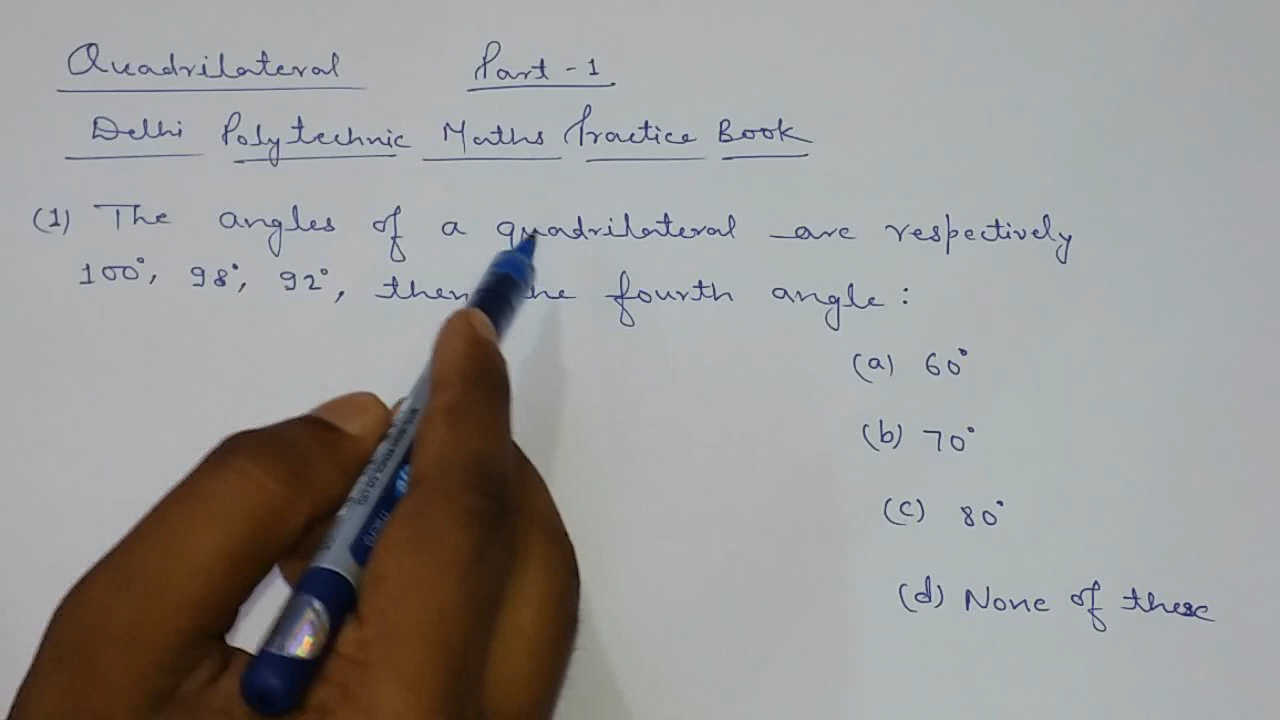 Quadrilateral Part - 1
Delhi Polytechnic Maths Practice Book
(1) The angles of a quadrilateral are respectively
100°, 98°, 92°, then the fourth angle :
(a) 60°
(b) 70°
(c) 80°
(d) None of these